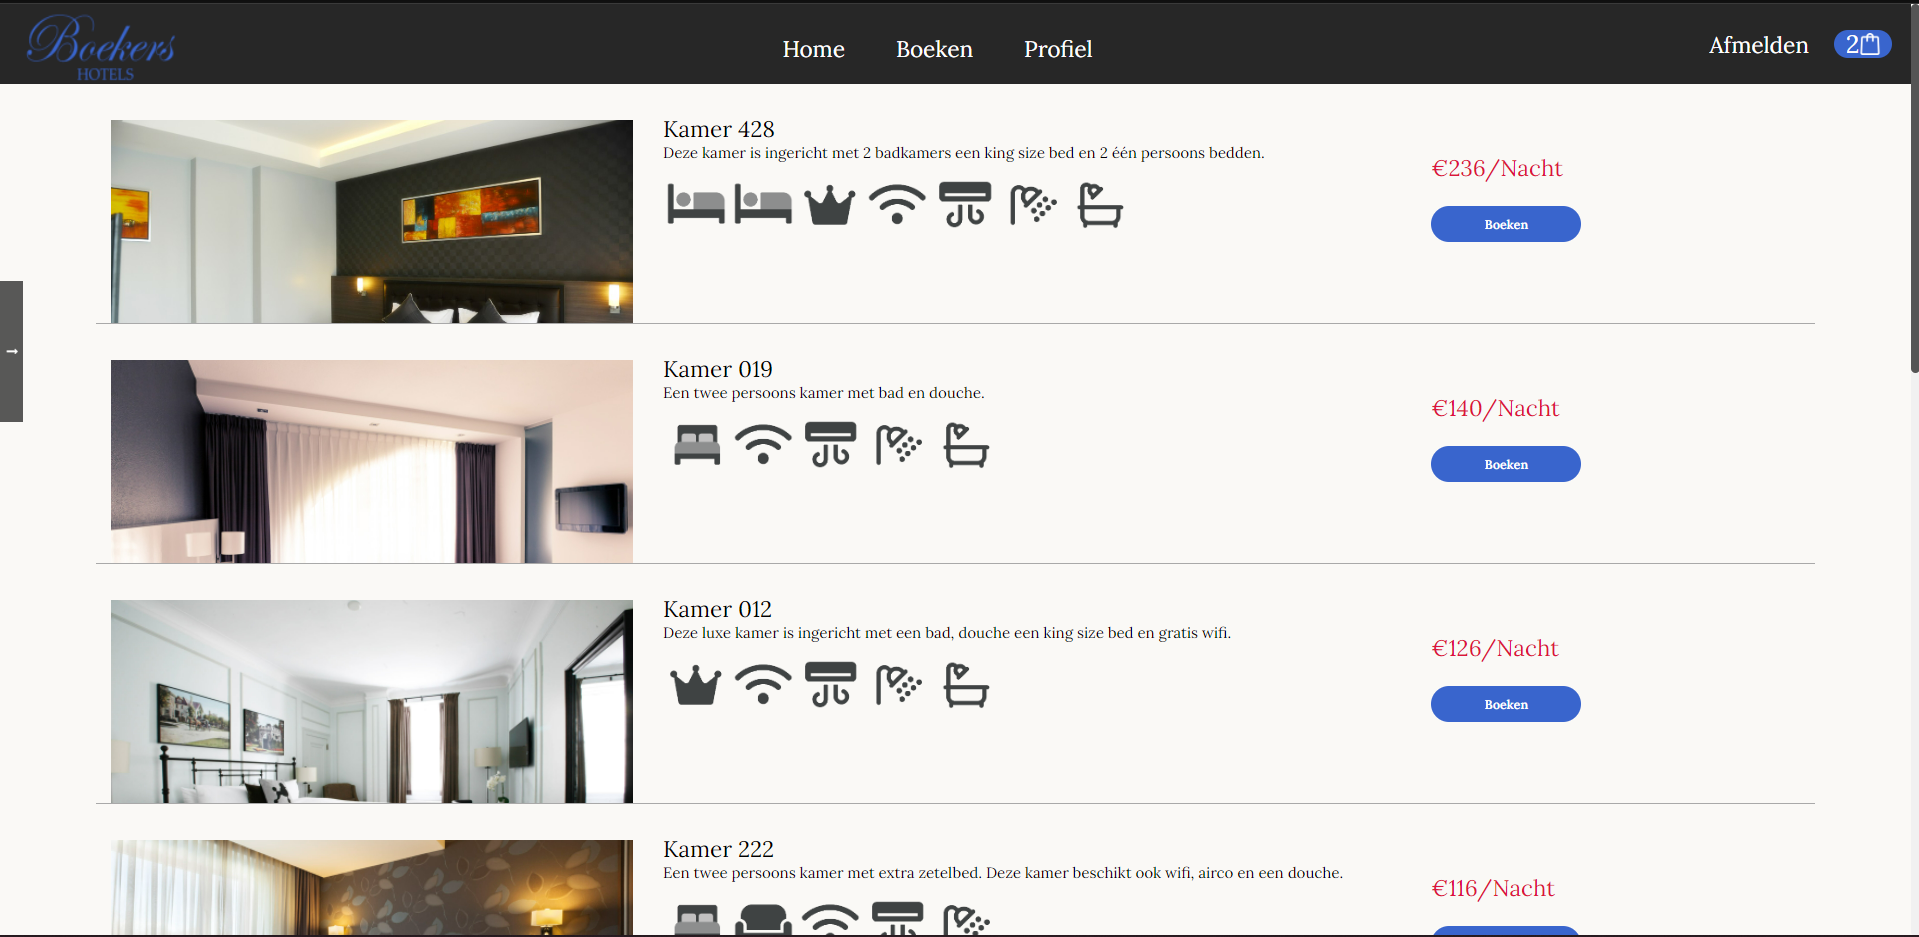 Boekers
HOTELS
Home
Boeken
Profiel
Afmelden
2
Kamer 428
Deze kamer is ingericht met 2 badkamers een king size bed en 2 één persoons bedden.
€236/Nacht
Boeken
→
Kamer 019
Een twee persoons kamer met bad en douche.
€140/Nacht
Boeken
Kamer 012
Deze luxe kamer is ingericht met een bad, douche een king size bed en gratis wifi.
€126/Nacht
Boeken
Kamer 222
Een twee persoons kamer met extra zetelbed. Deze kamer beschikt ook wifi, airco en een douche.
€116/Nacht